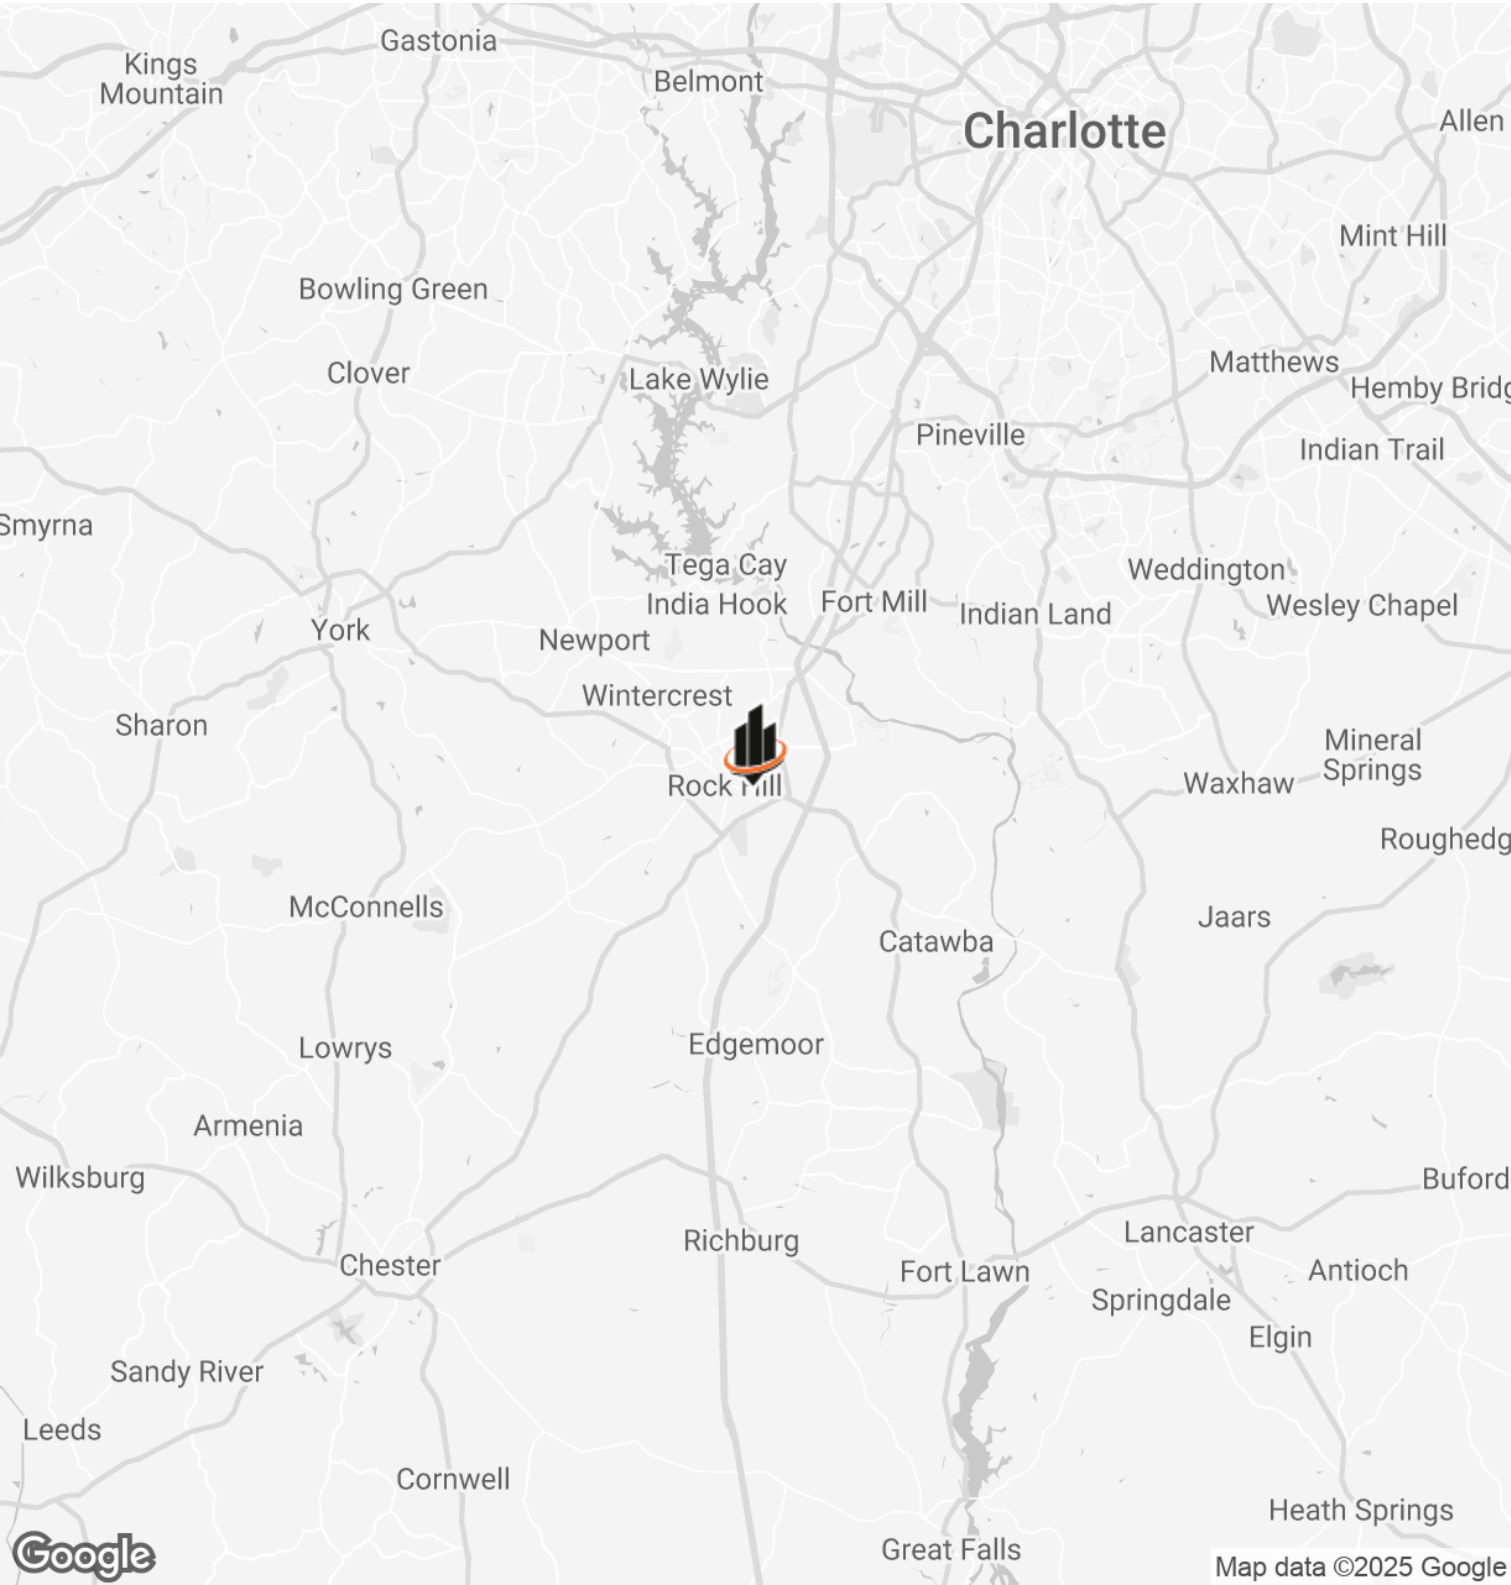 Gastonia
Kings
Mountain
Belmont
Charlotte
Allen
Mint Hill
Bowling Green
Matthews
Clover
Lake Wylie
Hemby Bridg
Pineville
Indian Trail
Smyrna
Tega Cay
Weddington
India Hook
Fort Mill
Indian Land
Wesley Chapel
York
Newport
Wintercrest
Sharon
Mineral
Springs
Rock Hill
Waxhaw
Roughedg
McConnells
Jaars
Catawba
Lowrys
Edgemoor
Armenia
Wilksburg
Buford
Richburg
Lancaster
Chester
Fort Lawn
Antioch
Springdale
Elgin
Sandy River
Leeds
Cornwell
Heath Springs
Great Falls
Google
Map data ©2025 Google